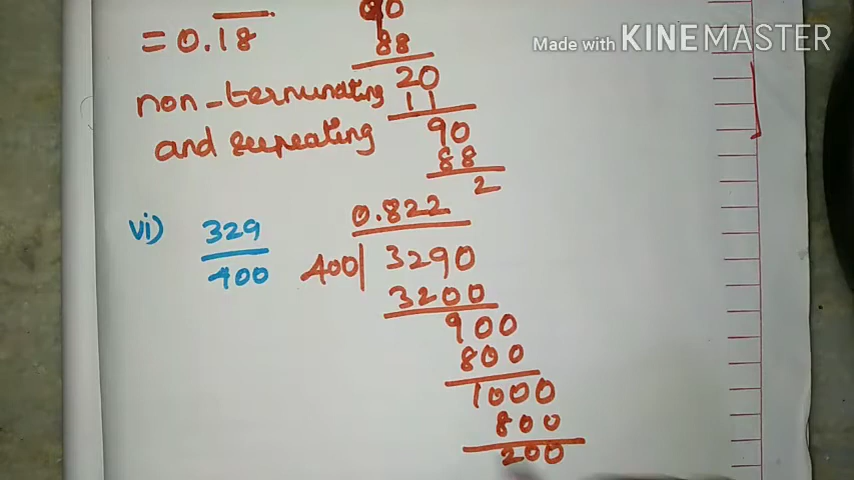 90
= 0.18 88
20
non-terminating 11
and repeating 90
88
2
vi) 329/400 0.822
400 | 3290
3200
900
800
1000
800
200
Made with KINEMASTER